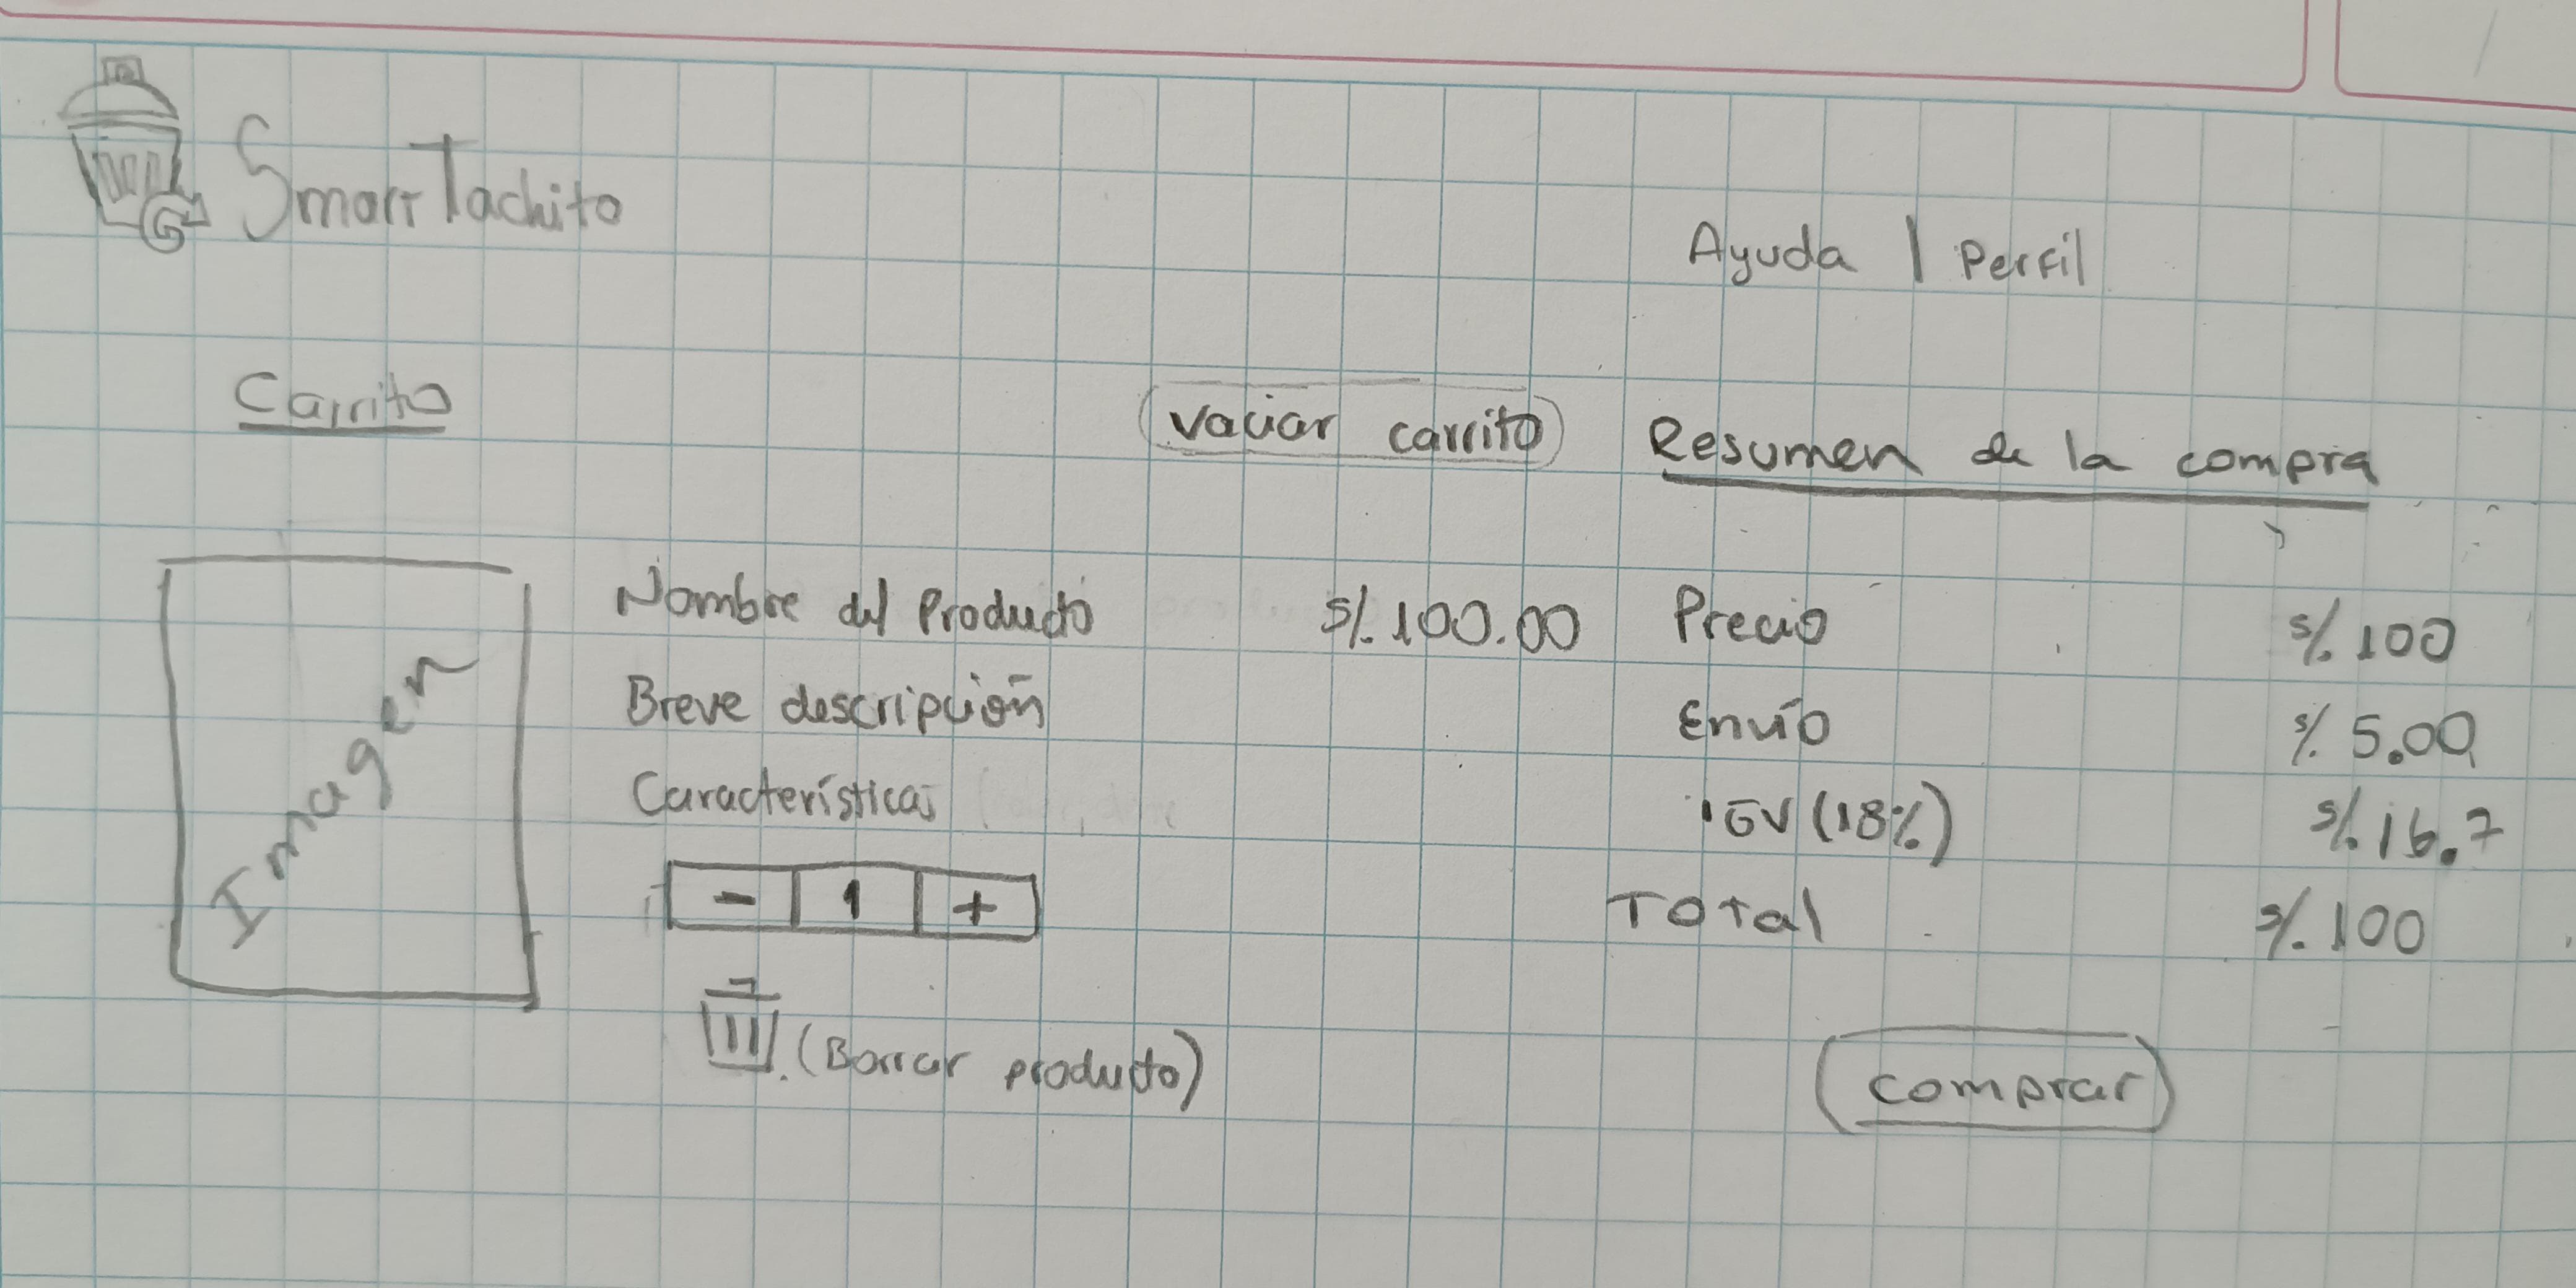 SmartTachito
Ayuda | Perfil
Carrito
vaciar carrito
Resumen de la compra
Imagen
Nombre del Producto
S/.100.00
Breve descripción
Características
- 1 +
(Borrar producto)
Precio S/. 100
Envío S/. 5.00
IGV (18%) S/. 16.7
Total S/. 100
comprar